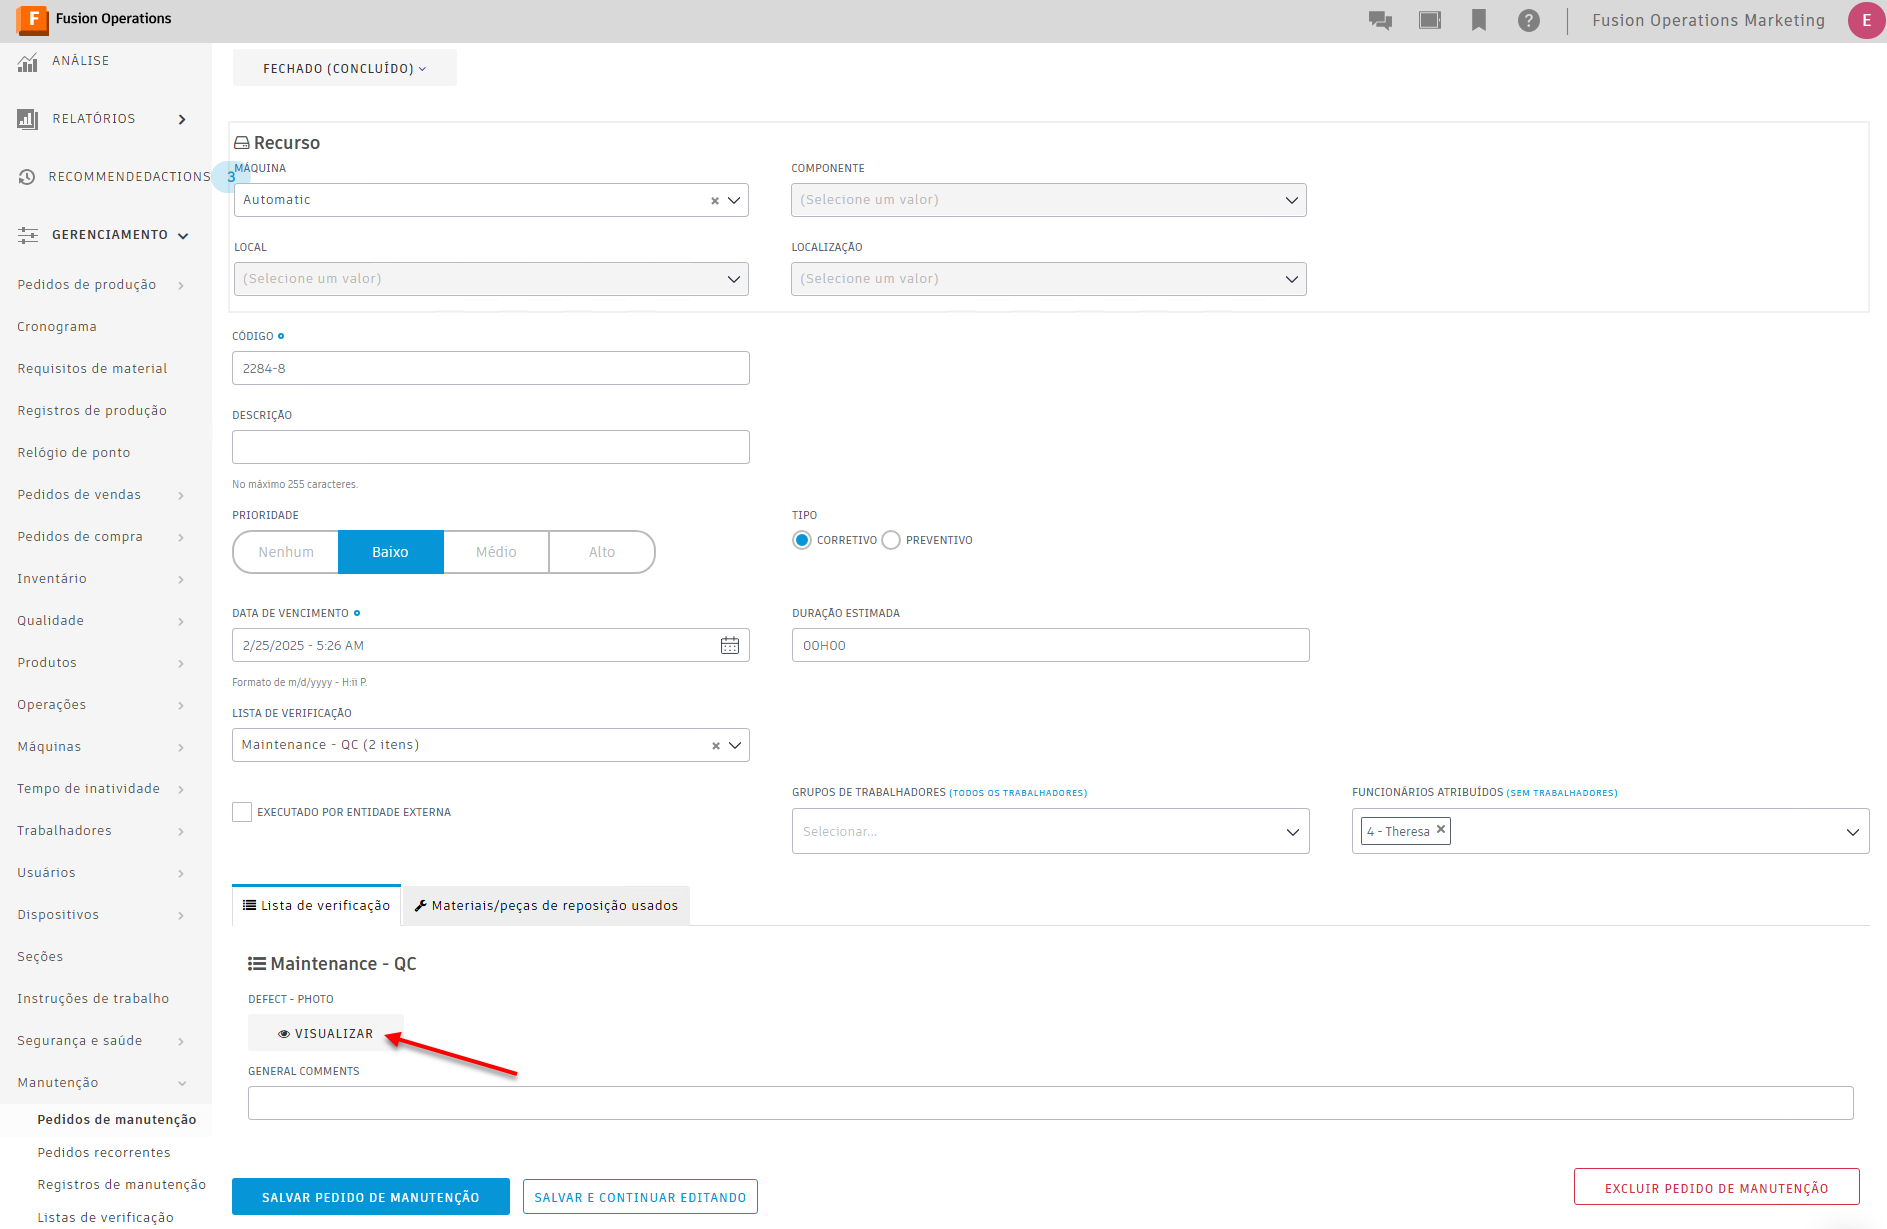 F Fusion Operations
Fusion Operations Marketing
E
ANÁLISE
RELATÓRIOS
RECOMMENDEDACTIONS
3
GERENCIAMENTO
Pedidos de produção
Cronograma
Requisitos de material
Registros de produção
Relógio de ponto
Pedidos de vendas
Pedidos de compra
Inventário
Qualidade
Produtos
Operações
Máquinas
Tempo de inatividade
Trabalhadores
Usuários
Dispositivos
Seções
Instruções de trabalho
Segurança e saúde
Manutenção
Pedidos de manutenção
Pedidos recorrentes
Registros de manutenção
Listas de verificação
FECHADO (CONCLUÍDO)
Recurso
MÁQUINA
Automatic
COMPONENTE
(Selecione um valor)
LOCAL
(Selecione um valor)
LOCALIZAÇÃO
(Selecione um valor)
CÓDIGO
2284-8
DESCRIÇÃO
No máximo 255 caracteres.
PRIORIDADE
Nenhum Baixo Médio Alto
TIPO
CORRETIVO PREVENTIVO
DATA DE VENCIMENTO
2/25/2025 - 5:26 AM
Formato de m/d/yyyy - H:ii P.
DURAÇÃO ESTIMADA
00H00
LISTA DE VERIFICAÇÃO
Maintenance - QC (2 itens)
EXECUTADO POR ENTIDADE EXTERNA
GRUPOS DE TRABALHADORES (TODOS OS TRABALHADORES)
Selecionar...
FUNCIONÁRIOS ATRIBUÍDOS (SEM TRABALHADORES)
4 - Theresa
Lista de verificação
Materiais/peças de reposição usados
Maintenance - QC
DEFECT - PHOTO
VISUALIZAR
GENERAL COMMENTS
SALVAR PEDIDO DE MANUTENÇÃO
SALVAR E CONTINUAR EDITANDO
EXCLUIR PEDIDO DE MANUTENÇÃO